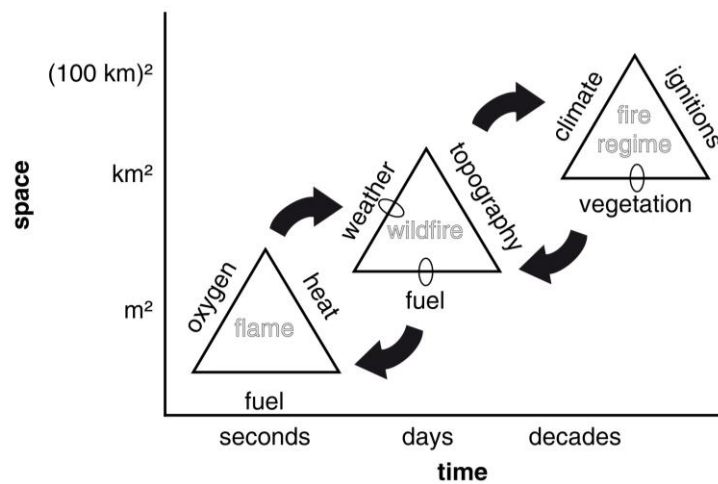 (100 km)²
km²
m²
space
climate
ignitions
fire
regime
vegetation
weather
topography
wildfire
fuel
oxygen
heat
flame
fuel
seconds
days
decades
time